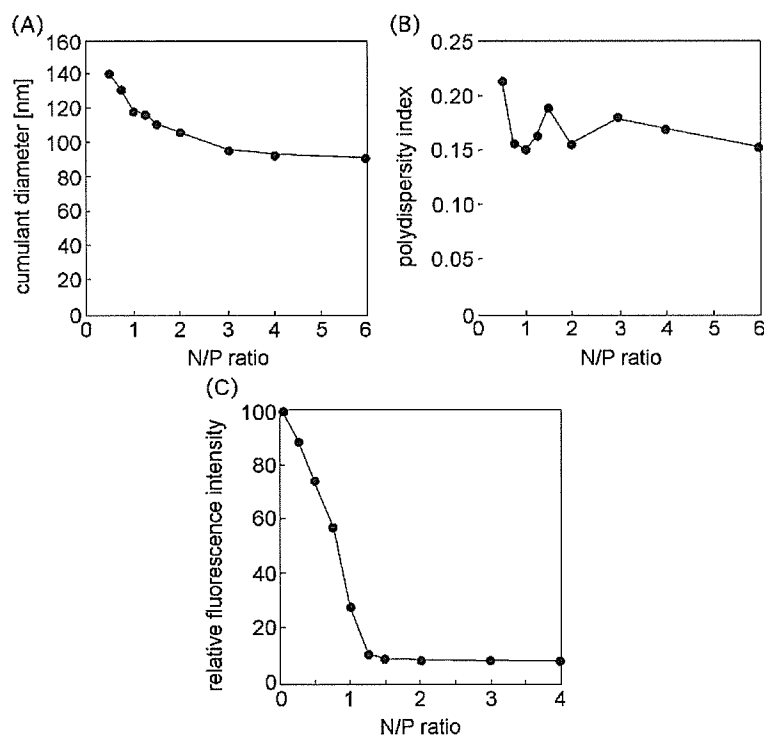 (A)
cumulant diameter [nm]
160
140
120
100
80
60
40
20
0
0 1 2 3 4 5 6
N/P ratio
(B)
polydispersity index
0.25
0.20
0.15
0.10
0.05
0
0 1 2 3 4 5 6
N/P ratio
(C)
relative fluorescence intensity
100
80
60
40
20
0
0 1 2 3 4
N/P ratio